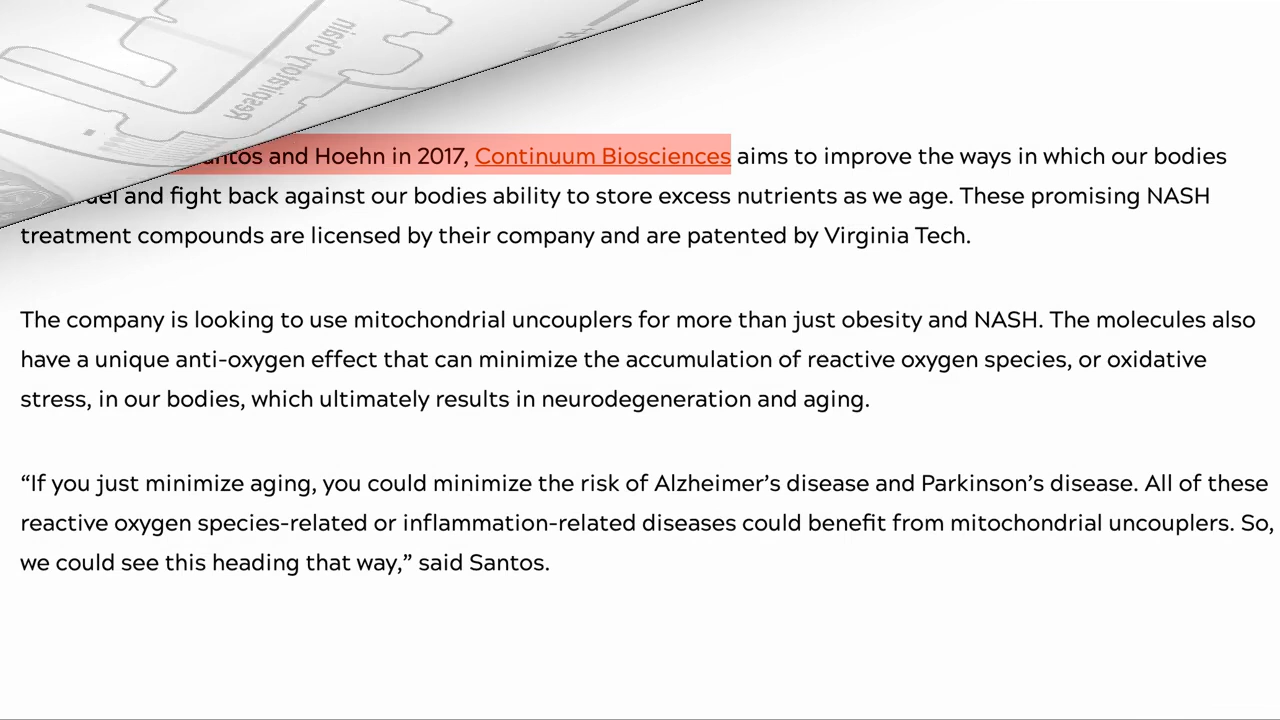 Respiratory Chain
and Hoehn in 2017, Continuum Biosciences aims to improve the ways in which our bodies
and fight back against our bodies ability to store excess nutrients as we age. These promising NASH
treatment compounds are licensed by their company and are patented by Virginia Tech.
The company is looking to use mitochondrial uncouplers for more than just obesity and NASH. The molecules also
have a unique anti-oxygen effect that can minimize the accumulation of reactive oxygen species, or oxidative
stress, in our bodies, which ultimately results in neurodegeneration and aging.
“If you just minimize aging, you could minimize the risk of Alzheimer’s disease and Parkinson’s disease. All of these
reactive oxygen species-related or inflammation-related diseases could benefit from mitochondrial uncouplers. So,
we could see this heading that way,” said Santos.